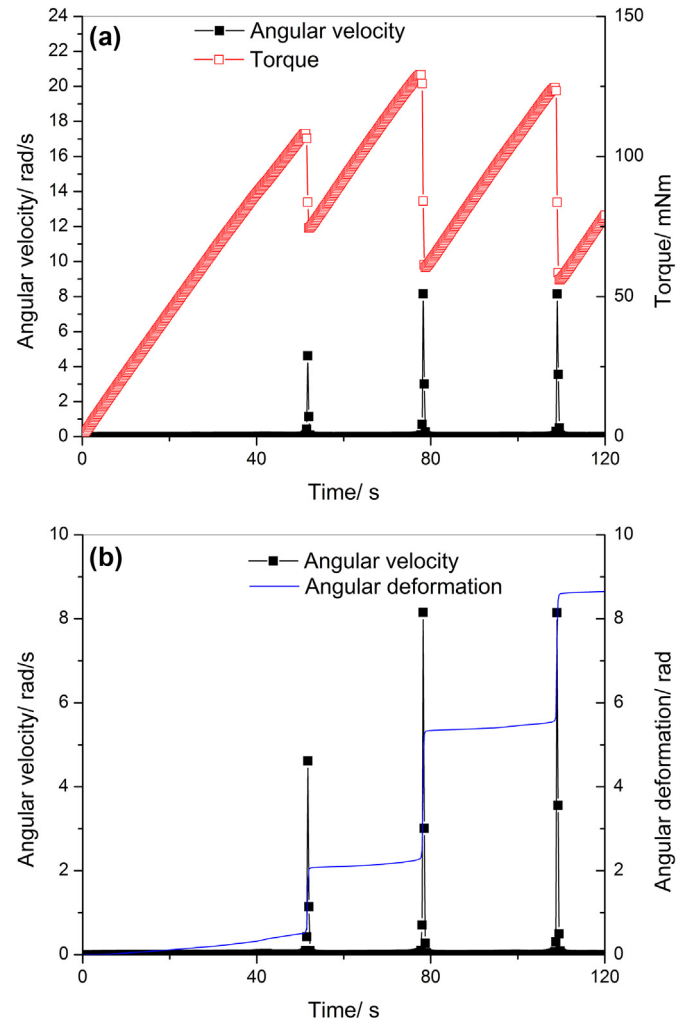 (a)
Angular velocity
Torque
24
22
20
18
16
14
12
10
8
6
4
2
0
Angular velocity/ rad/s
150
100
50
0
Torque/ mNm
0 40 80 120
Time/ s
(b)
Angular velocity
Angular deformation
10
8
6
4
2
0
Angular velocity/ rad/s
10
8
6
4
2
0
Angular deformation/ rad
0 40 80 120
Time/ s